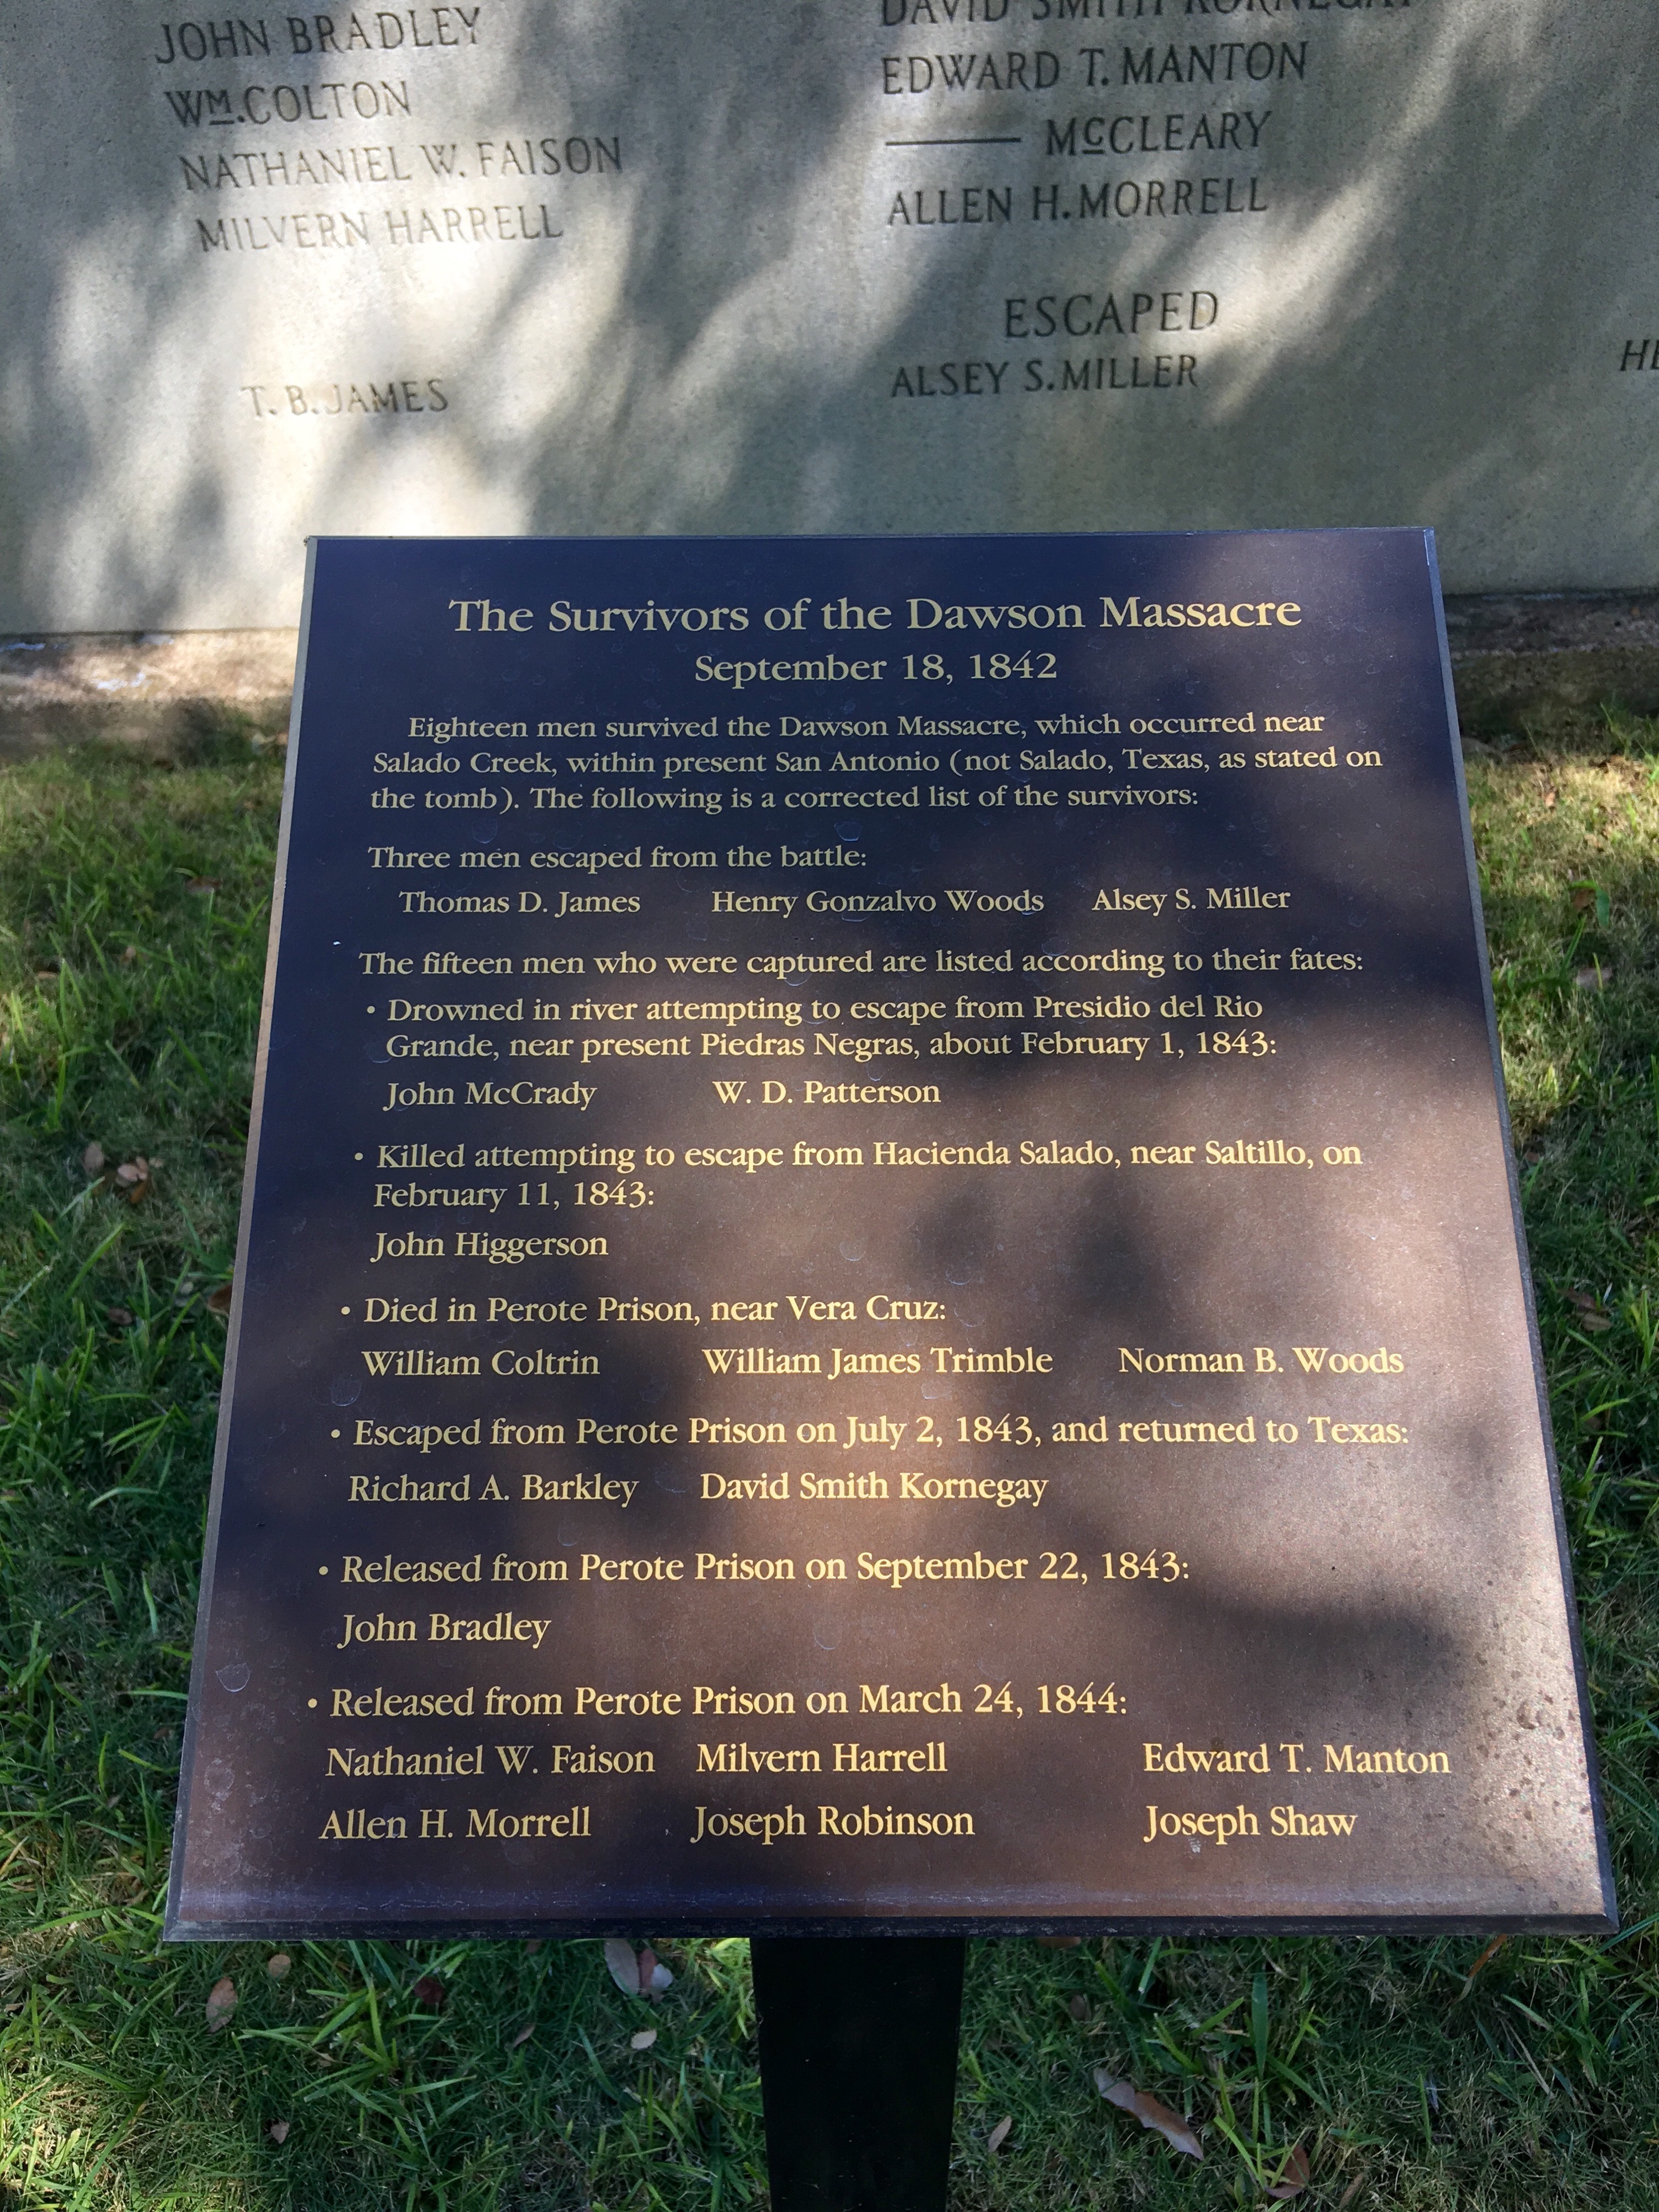 JOHN BRADLEY
WM. COLTON
NATHANIEL W. FAISON
MILVERN HARRELL
T. B. JAMES
DAVID SMITH KORNEGAY
EDWARD T. MANTON
——— McCLEARY
ALLEN H. MORRELL
ESCAPED
ALSEY S. MILLER
The Survivors of the Dawson Massacre
September 18, 1842
Eighteen men survived the Dawson Massacre, which occurred near
Salado Creek, within present San Antonio (not Salado, Texas, as stated on
the tomb). The following is a corrected list of the survivors:
Three men escaped from the battle:
Thomas D. James Henry Gonzalvo Woods Alsey S. Miller
The fifteen men who were captured are listed according to their fates:
• Drowned in river attempting to escape from Presidio del Rio
Grande, near present Piedras Negras, about February 1, 1843:
John McCrady W. D. Patterson
• Killed attempting to escape from Hacienda Salado, near Saltillo, on
February 11, 1843:
John Higgerson
• Died in Perote Prison, near Vera Cruz:
William Coltrin William James Trimble Norman B. Woods
• Escaped from Perote Prison on July 2, 1843, and returned to Texas:
Richard A. Barkley David Smith Kornegay
• Released from Perote Prison on September 22, 1843:
John Bradley
• Released from Perote Prison on March 24, 1844:
Nathaniel W. Faison Milvern Harrell Edward T. Manton
Allen H. Morrell Joseph Robinson Joseph Shaw